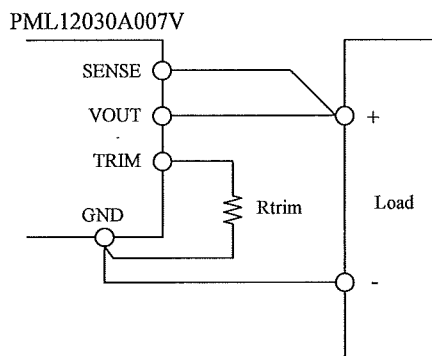 PML12030A007V
SENSE
VOUT
+
TRIM
GND
Rtrim
Load
-